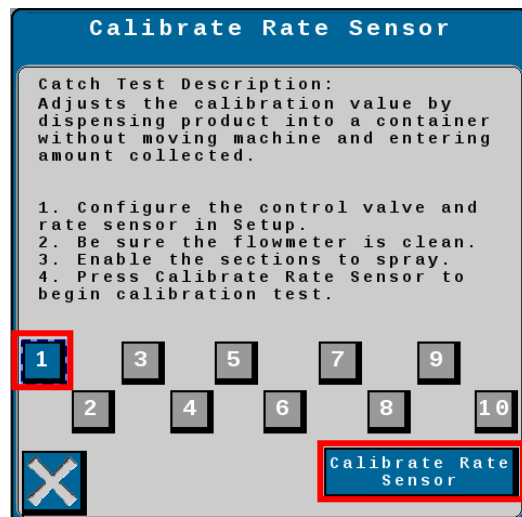 Calibrate Rate Sensor
Catch Test Description:
Adjusts the calibration value by
dispensing product into a container
without moving machine and entering
amount collected.
1. Configure the control valve and
rate sensor in Setup.
2. Be sure the flowmeter is clean.
3. Enable the sections to spray.
4. Press Calibrate Rate Sensor to
begin calibration test.
1 3 5 7 9
2 4 6 8 10
Calibrate Rate
Sensor